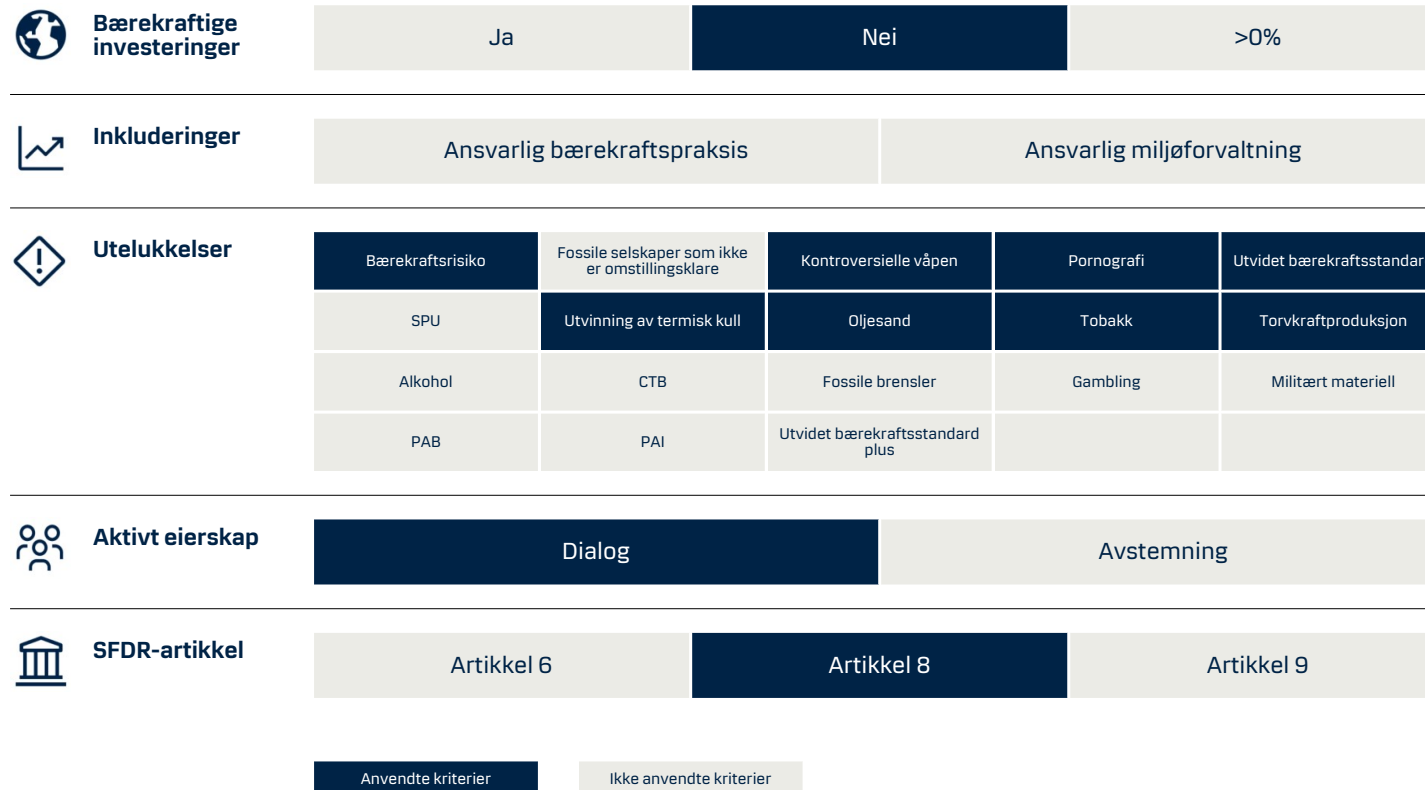 Bærekraftige
investeringer
Ja
Nei
>0%
Inkluderinger
Ansvarlig bærekraftspraksis
Ansvarlig miljøforvaltning
Utelukkelser
Bærekraftsrisiko
Fossile selskaper som ikke
er omstillingsklare
Kontroversielle våpen
Pornografi
Utvidet bærekraftsstandar
SPU
Utvinning av termisk kull
Oljesand
Tobakk
Torvkraftproduksjon
Alkohol
CTB
Fossile brensler
Gambling
Militært materiell
PAB
PAI
Utvidet bærekraftsstandard
plus
Aktivt eierskap
Dialog
Avstemning
SFDR-artikkel
Artikkel 6
Artikkel 8
Artikkel 9
Anvendte kriterier
Ikke anvendte kriterier